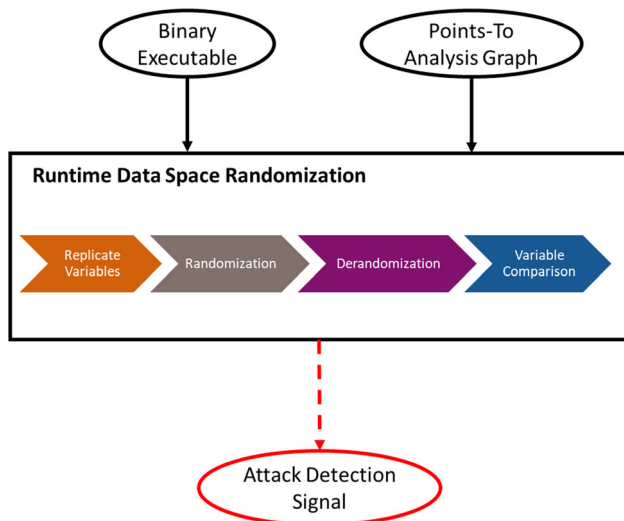 Binary
Executable
Points-To
Analysis Graph
Runtime Data Space Randomization
Replicate
Variables
Randomization
Derandomization
Variable
Comparison
Attack Detection
Signal